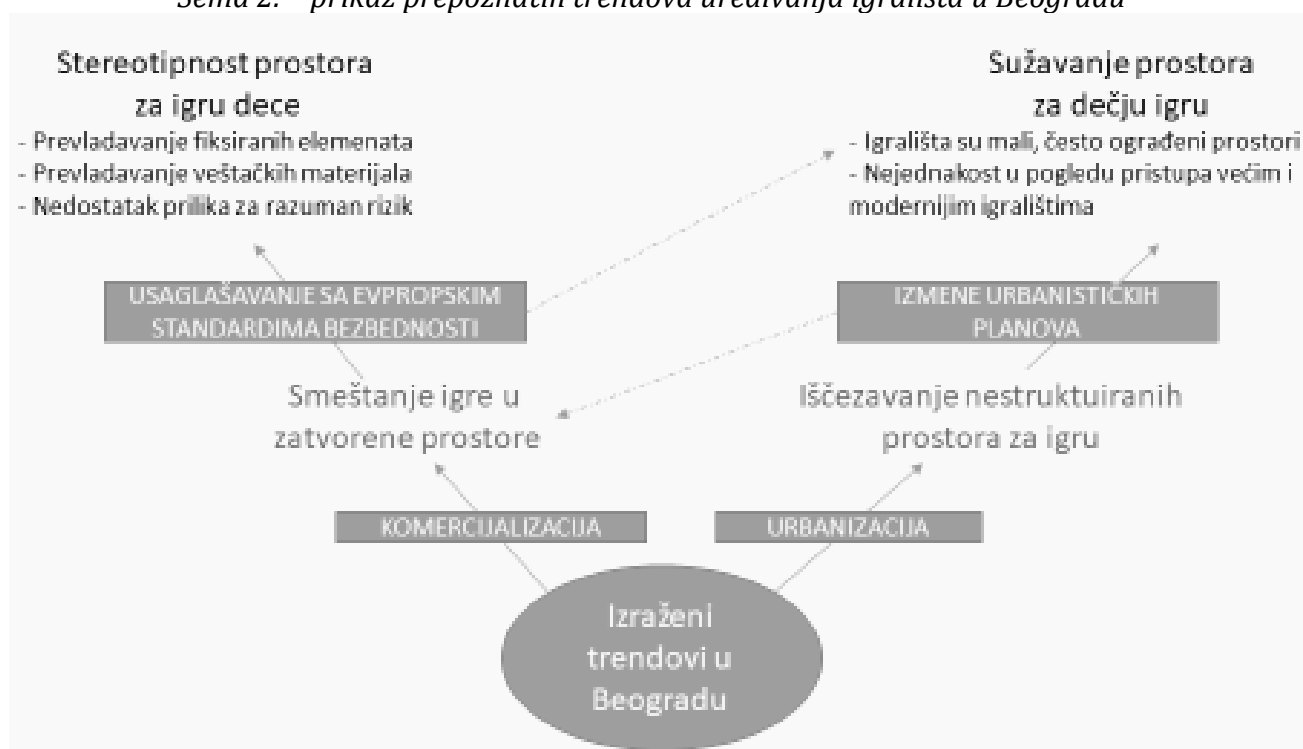 Šema 2. – prikaz prepoznatih trendova uređivanja igrališta u Beogradu
Stereotipnost prostora
za igru dece
- Prevladavanje fiksiranih elemenata
- Prevladavanje veštačkih materijala
- Nedostatak prilika za razuman rizik
Sužavanje prostora
za dečju igru
- Igrališta su mali, često ograđeni prostori
- Nejednakost u pogledu pristupa većim i
modernijim igralištima
USAGLAŠAVANJE SA EVPROPSKIM
STANDARDIMA BEZBEDNOSTI
IZMENE URBANISTIČKIH
PLANOVA
Smeštanje igre u
zatvorene prostore
Iščezavanje nestruktuiranih
prostora za igru
KOMERCIJALIZACIJA
URBANIZACIJA
Izraženi
trendovi u
Beogradu